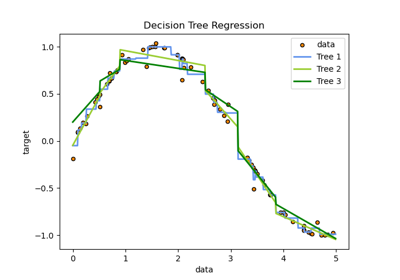 Decision Tree Regression
1.0
0.5
0.0
−0.5
−1.0
target
data
Tree 1
Tree 2
Tree 3
0 1 2 3 4 5
data